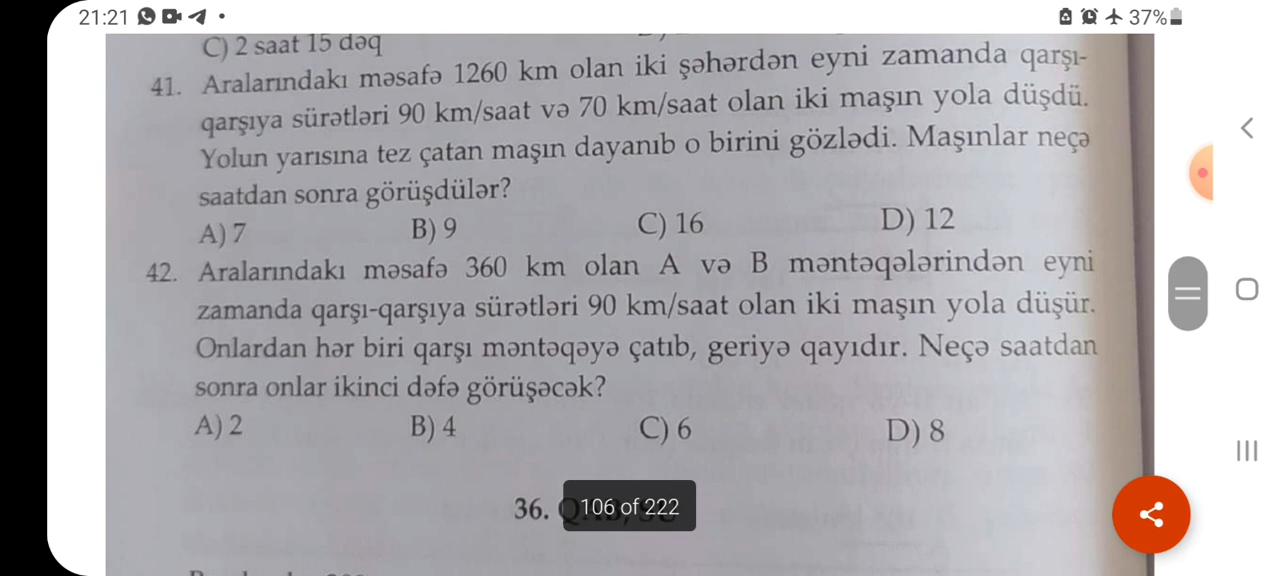 21:21
37%
C) 2 saat 15 dəq
41. Aralarındakı məsafə 1260 km olan iki şəhərdən eyni zamanda qarşı-
qarşıya sürətləri 90 km/saat və 70 km/saat olan iki maşın yola düşdü.
Yolun yarısına tez çatan maşın dayanıb o birini gözlədi. Maşınlar neçə
saatdan sonra görüşdülər?
A) 7 B) 9 C) 16 D) 12
42. Aralarındakı məsafə 360 km olan A və B məntəqələrindən eyni
zamanda qarşı-qarşıya sürətləri 90 km/saat olan iki maşın yola düşür.
Onlardan hər biri qarşı məntəqəyə çatıb, geriyə qayıdır. Neçə saatdan
sonra onlar ikinci dəfə görüşəcək?
A) 2 B) 4 C) 6 D) 8
36.
106 of 222